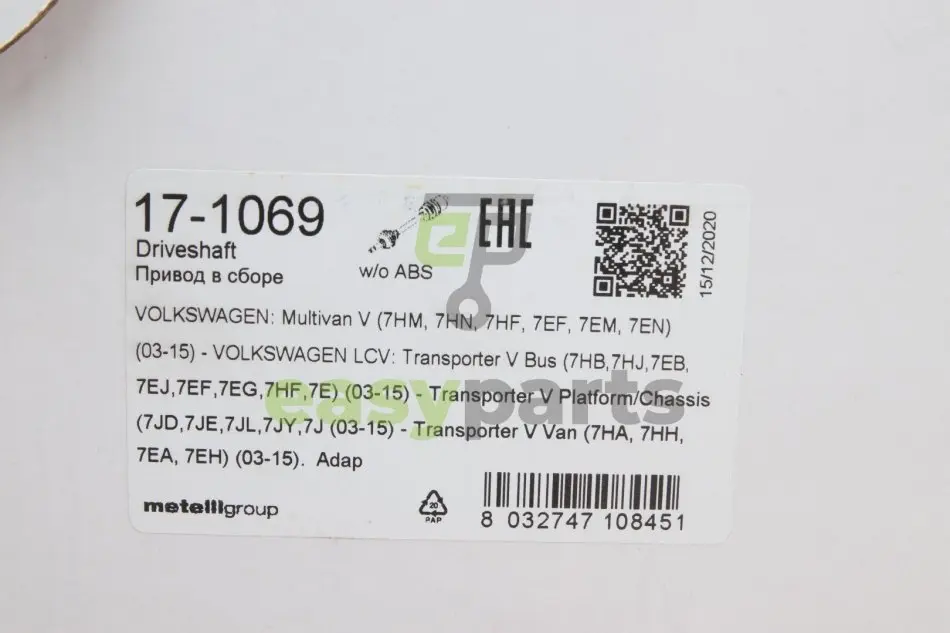 17-1069
Driveshaft
Привод в сборе
w/o ABS
EAC
15/12/2020
VOLKSWAGEN: Multivan V (7HM, 7HN, 7HF, 7EF, 7EM, 7EN)
(03-15) - VOLKSWAGEN LCV: Transporter V Bus (7HB,7HJ,7EB,
7EJ,7EF,7EG,7HF,7E) (03-15) - Transporter V Platform/Chassis
(7JD,7JE,7JL,7JY,7J (03-15) - Transporter V Van (7HA, 7HH,
7EA, 7EH) (03-15). Adap
easyparts
metelligroup
20
PAP
8 032747 108451